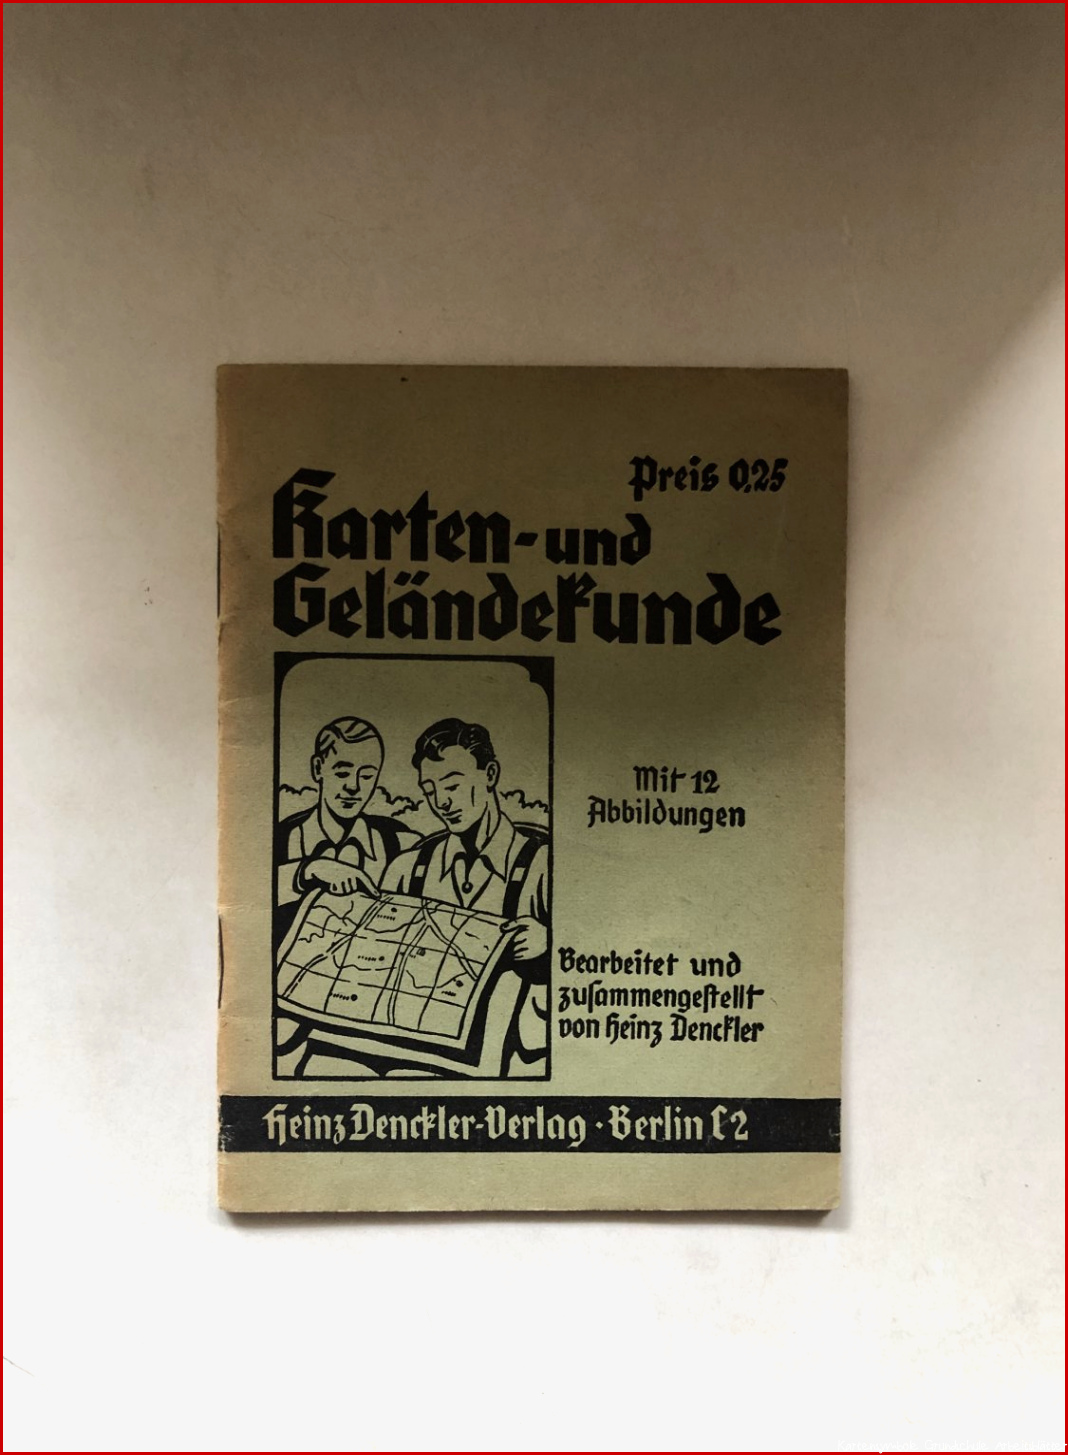 Preis 0,25
Karten- und
Geländekunde
Mit 12
Abbildungen
Bearbeitet und
zusammengestellt
von Heinz Denckler
Heinz Denckler-Verlag · Berlin C2